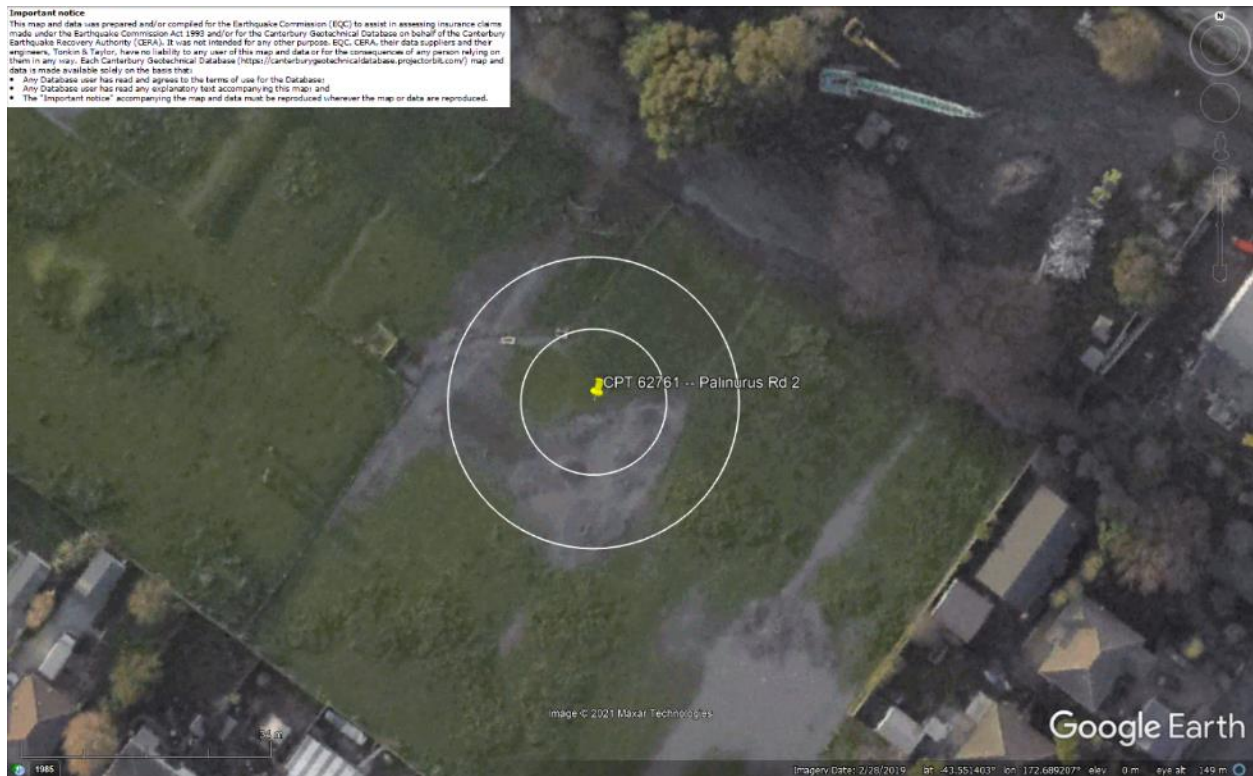 Important notice
This map and data was prepared and/or compiled for the Earthquake Commission (EQC) to assist in assessing insurance claims
made under the Earthquake Commission Act 1993 and/or for the Canterbury Geotechnical Database on behalf of the Canterbury
Earthquake Recovery Authority (CERA). It was not intended for any other purpose. EQC, CERA, their data suppliers and their
engineers, Tonkin & Taylor, have no liability to any user of this map and data or for the consequences of any person relying on
them in any way. Each Canterbury Geotechnical Database (https://canterburygeotechnicaldatabase.projectorbit.com/) map and
data is made available solely on the basis that:
• Any Database user has read and agrees to the terms of use for the Database;
• Any Database user has read any explanatory text accompanying this map; and
• The "Important notice" accompanying the map and data must be reproduced wherever the map or data are reproduced.
N
CPT 62761 -- Palinurus Rd 2
Image © 2021 Maxar Technologies
Google Earth
34 m
1985
Imagery Date: 2/28/2019 lat -43.551403° lon 172.689207° elev 0 m eye alt 149 m